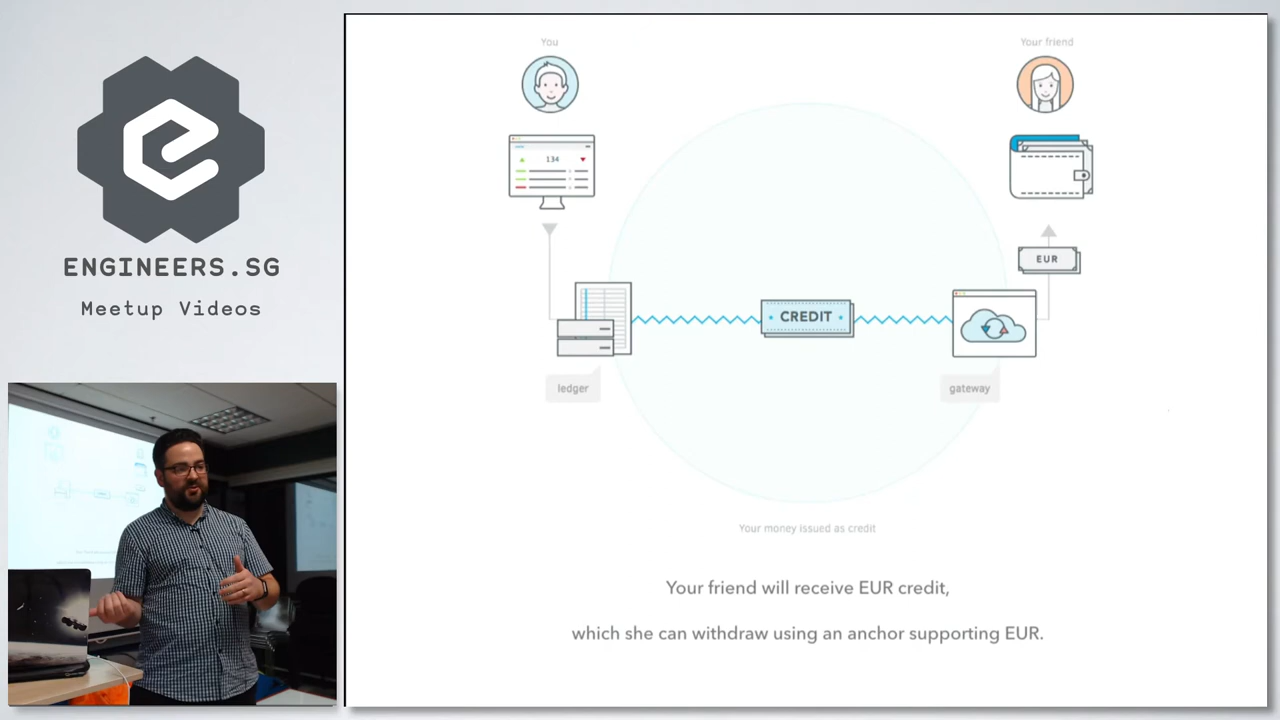 ENGINEERS.SG
Meetup Videos
You
Your friend
134
EUR
CREDIT
ledger
gateway
Your money issued as credit
Your friend will receive EUR credit,
which she can withdraw using an anchor supporting EUR.